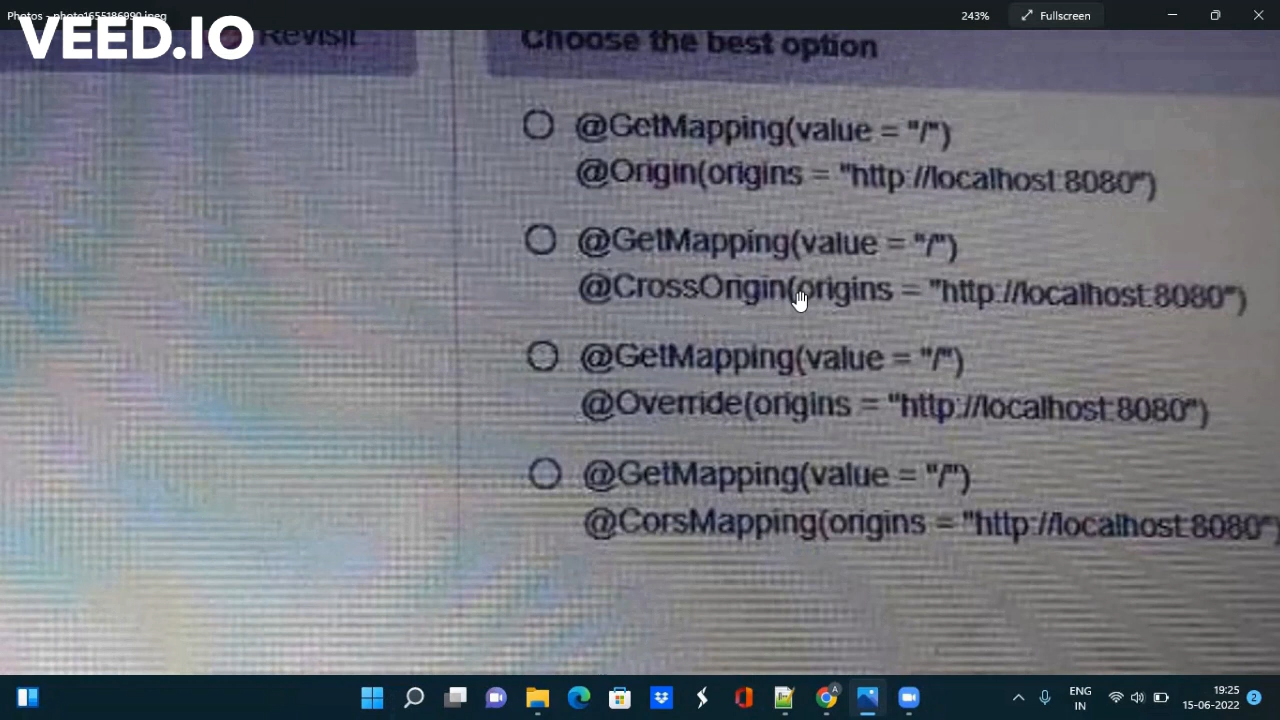 Photos - photo1655186990.jpeg
243%
Fullscreen
VEED.IO
Revisit
Choose the best option
@GetMapping(value = "/")
@Origin(origins = "http://localhost:8080")
@GetMapping(value = "/")
@CrossOrigin(origins = "http://localhost:8080")
@GetMapping(value = "/")
@Override(origins = "http://localhost:8080")
@GetMapping(value = "/")
@CorsMapping(origins = "http://localhost:8080")
ENG
IN
19:25
15-06-2022
2